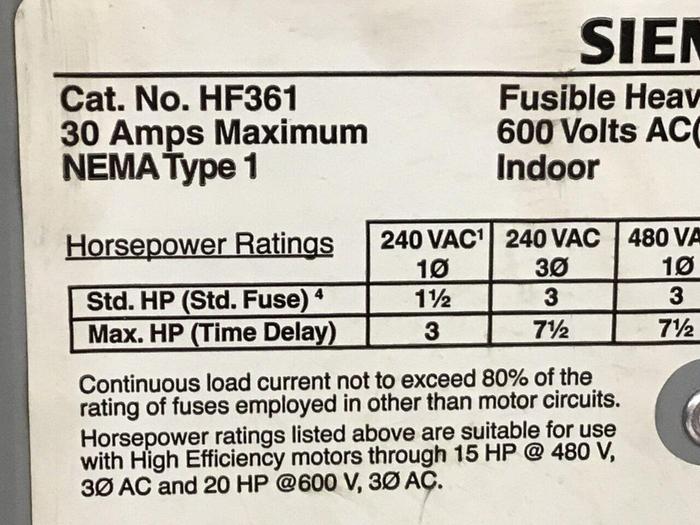 SIEM
Cat. No. HF361
Fusible Heav
30 Amps Maximum
600 Volts AC(
NEMA Type 1
Indoor
Horsepower Ratings
240 VAC¹ 240 VAC 480 VA
1Ø 3Ø 1Ø
Std. HP (Std. Fuse) ⁴ 1½ 3 3
Max. HP (Time Delay) 3 7½ 7½
Continuous load current not to exceed 80% of the
rating of fuses employed in other than motor circuits.
Horsepower ratings listed above are suitable for use
with High Efficiency motors through 15 HP @ 480 V,
3Ø AC and 20 HP @600 V, 3Ø AC.